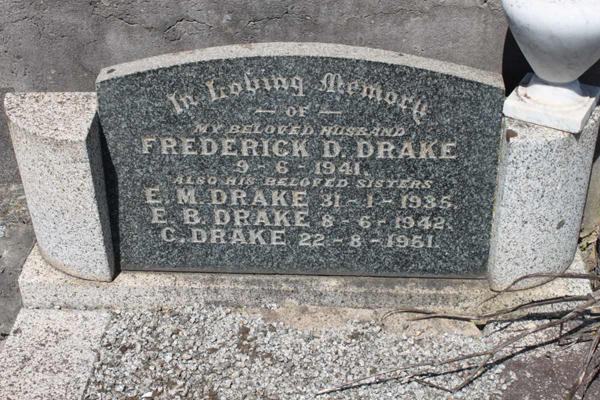 In Loving Memory
— OF —
MY BELOVED HUSBAND
FREDERICK D. DRAKE
9-6-1941.
ALSO HIS BELOVED SISTERS
E. M. DRAKE 31-1-1935.
E. B. DRAKE 8-6-1942.
C. DRAKE 22-8-1951.